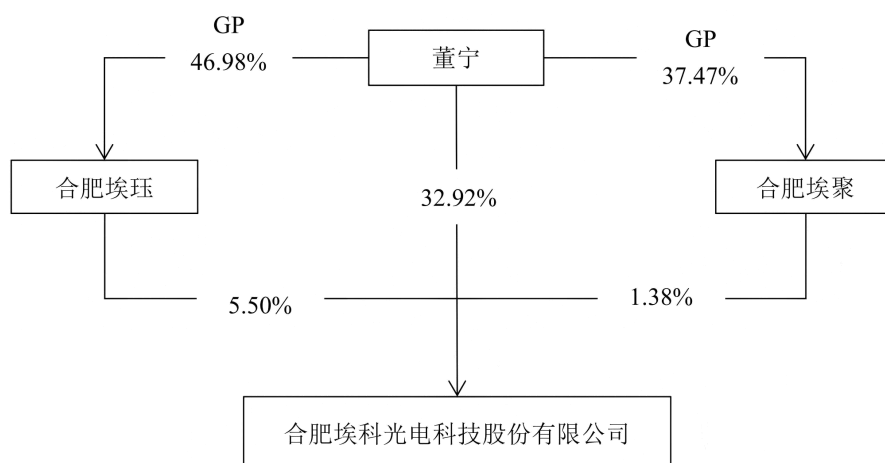 GP
46.98%
董宁
GP
37.47%
合肥埃珏
32.92%
合肥埃聚
5.50%
1.38%
合肥埃科光电科技股份有限公司